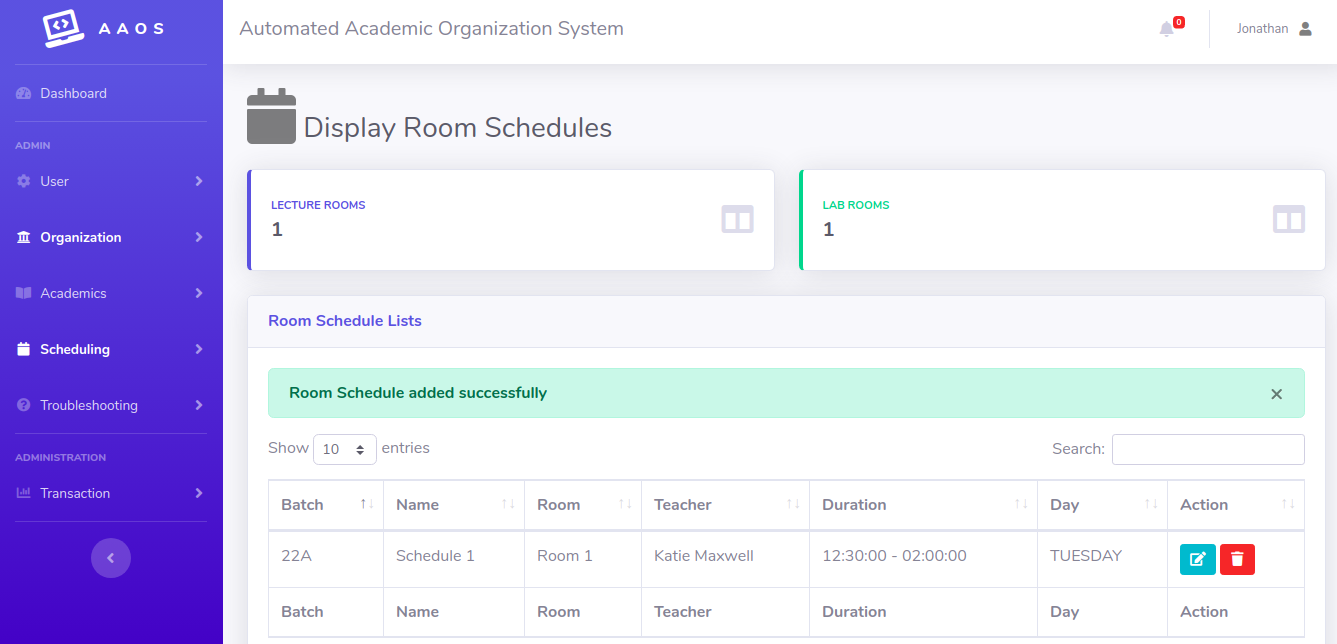 AAOS
Automated Academic Organization System
0
Jonathan
Dashboard
ADMIN
User
Organization
Academics
Scheduling
Troubleshooting
ADMINISTRATION
Transaction
Display Room Schedules
LECTURE ROOMS
1
LAB ROOMS
1
Room Schedule Lists
Room Schedule added successfully ×
Show 10 entries
Search:
Batch Name Room Teacher Duration Day Action
22A Schedule 1 Room 1 Katie Maxwell 12:30:00 - 02:00:00 TUESDAY
Batch Name Room Teacher Duration Day Action